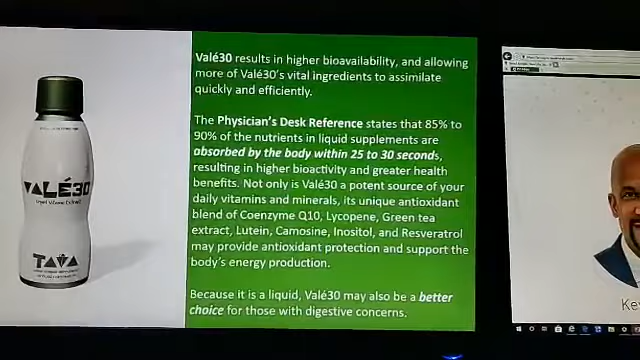 Valé30 results in higher bioavailability, and allowing
more of Valé30's vital ingredients to assimilate
quickly and efficiently.
The Physician's Desk Reference states that 85% to
90% of the nutrients in liquid supplements are
absorbed by the body within 25 to 30 seconds,
resulting in higher bioactivity and greater health
benefits. Not only is Valé30 a potent source of your
daily vitamins and minerals, its unique antioxidant
blend of Coenzyme Q10, Lycopene, Green tea
extract, Lutein, Carnosine, Inositol, and Resveratrol
may provide antioxidant protection and support the
body's energy production.
Because it is a liquid, Valé30 may also be a better
choice for those with digestive concerns.
VALÉ30
TAVA
Ke